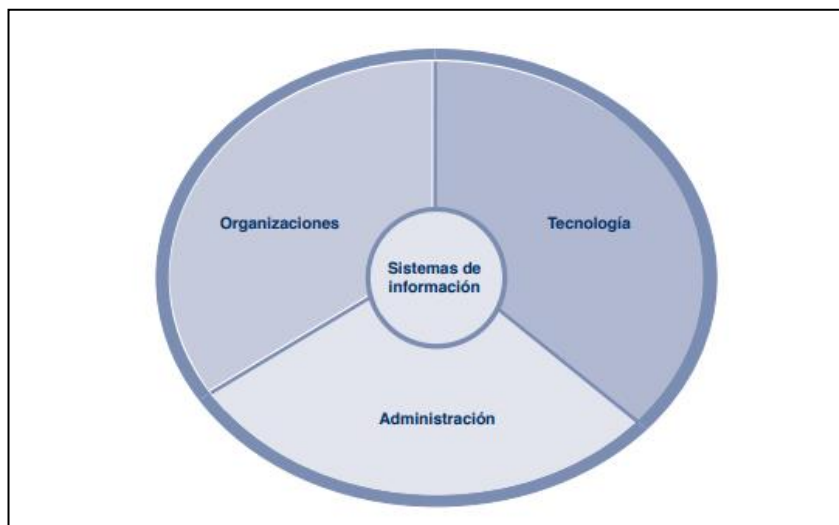 Organizaciones
Tecnología
Sistemas de
información
Administración